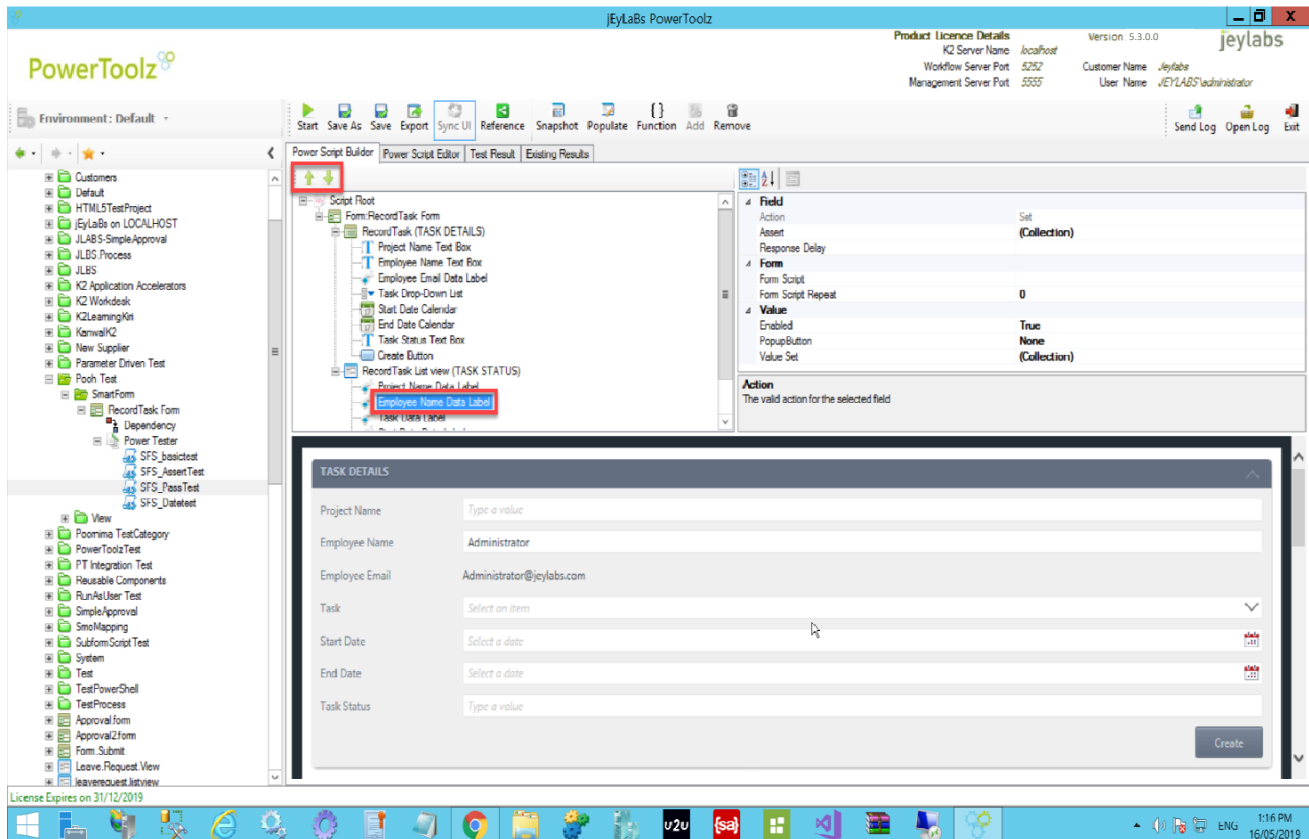 jEyLaBs PowerToolz
PowerToolz
Product Licence Details
Version 5.3.0.0
jeylabs
K2 Server Name localhost
Workflow Server Port 5252
Customer Name Jeylabs
Management Server Port 5555
User Name JEYLABS\administrator
Environment: Default
Start Save As Save Export Sync UI Reference Snapshot Populate Function Add Remove
Send Log Open Log Exit
Power Script Builder Power Script Editor Test Result Existing Results
Customers
Default
HTML5TestProject
jEyLaBs on LOCALHOST
JLABS-SimpleApproval
JLBS.Process
JLBS
K2 Application Accelerators
K2 Workdesk
K2LearningKiri
KanwalK2
New Supplier
Parameter Driven Test
Pooh Test
SmartForm
RecordTask Form
Dependency
Power Tester
SFS_basictest
SFS_AssertTest
SFS_PassTest
SFS_Datetest
View
Poornima TestCategory
PowerToolzTest
PT Integration Test
Reusable Components
RunAsUser Test
SimpleApproval
SmoMapping
SubformScriptTest
System
Test
TestPowerShell
TestProcess
Approval.form
Approval2.form
Form.Submit
Leave.Request.View
leaverequest.listview
Script Root
Form:RecordTask Form
RecordTask (TASK DETAILS)
Project Name Text Box
Employee Name Text Box
Employee Email Data Label
Task Drop-Down List
Start Date Calendar
End Date Calendar
Task Status Text Box
Create Button
RecordTask List view (TASK STATUS)
Project Name Data Label
Employee Name Data Label
Task Data Label
Start Date Data Label
Field
Action Set
Assert (Collection)
Response Delay
Form
Form Script
Form Script Repeat 0
Value
Enabled True
PopupButton None
Value Set (Collection)
Action
The valid action for the selected field
TASK DETAILS
Project Name Type a value
Employee Name Administrator
Employee Email Administrator@jeylabs.com
Task Select an item
Start Date Select a date
End Date Select a date
Task Status Type a value
Create
License Expires on 31/12/2019
u2u
{sa}
ENG
1:16 PM
16/05/2019